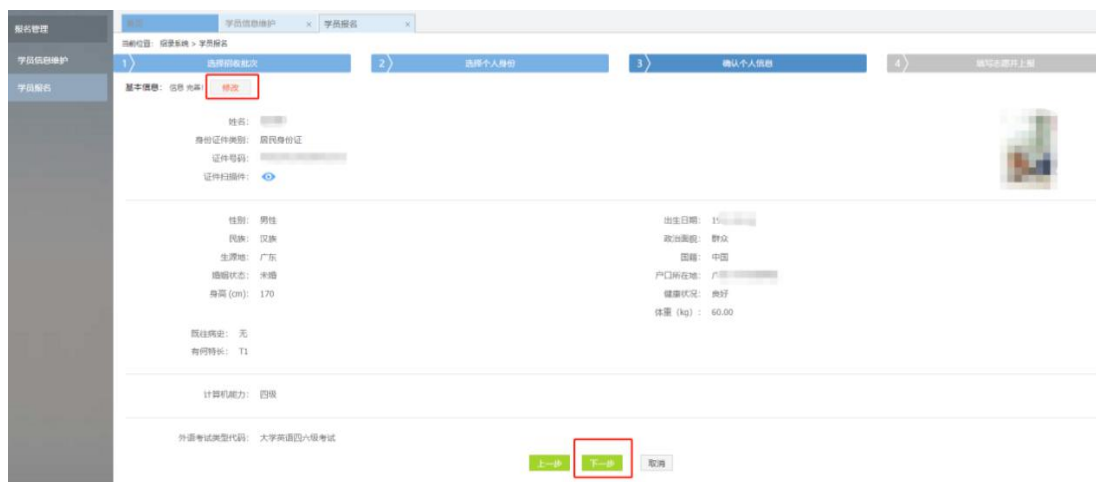 报名管理
学员信息维护
学员报名
首页 学员信息维护 × 学员报名 ×
当前位置: 招录系统 > 学员报名
1 选择招收批次 2 选择个人身份 3 确认个人信息 4 填写志愿并上报
基本信息: 信息 完善! 修改
姓名:
身份证件类别: 居民身份证
证件号码:
证件扫描件:
性别: 男性 出生日期: 19
民族: 汉族 政治面貌: 群众
生源地: 广东 国籍: 中国
婚姻状态: 未婚 户口所在地:
身高 (cm): 170 健康状况: 良好
体重 (kg) : 60.00
既往病史: 无
有何特长: T1
计算机能力: 四级
外语考试类型代码: 大学英语四六级考试
上一步 下一步 取消